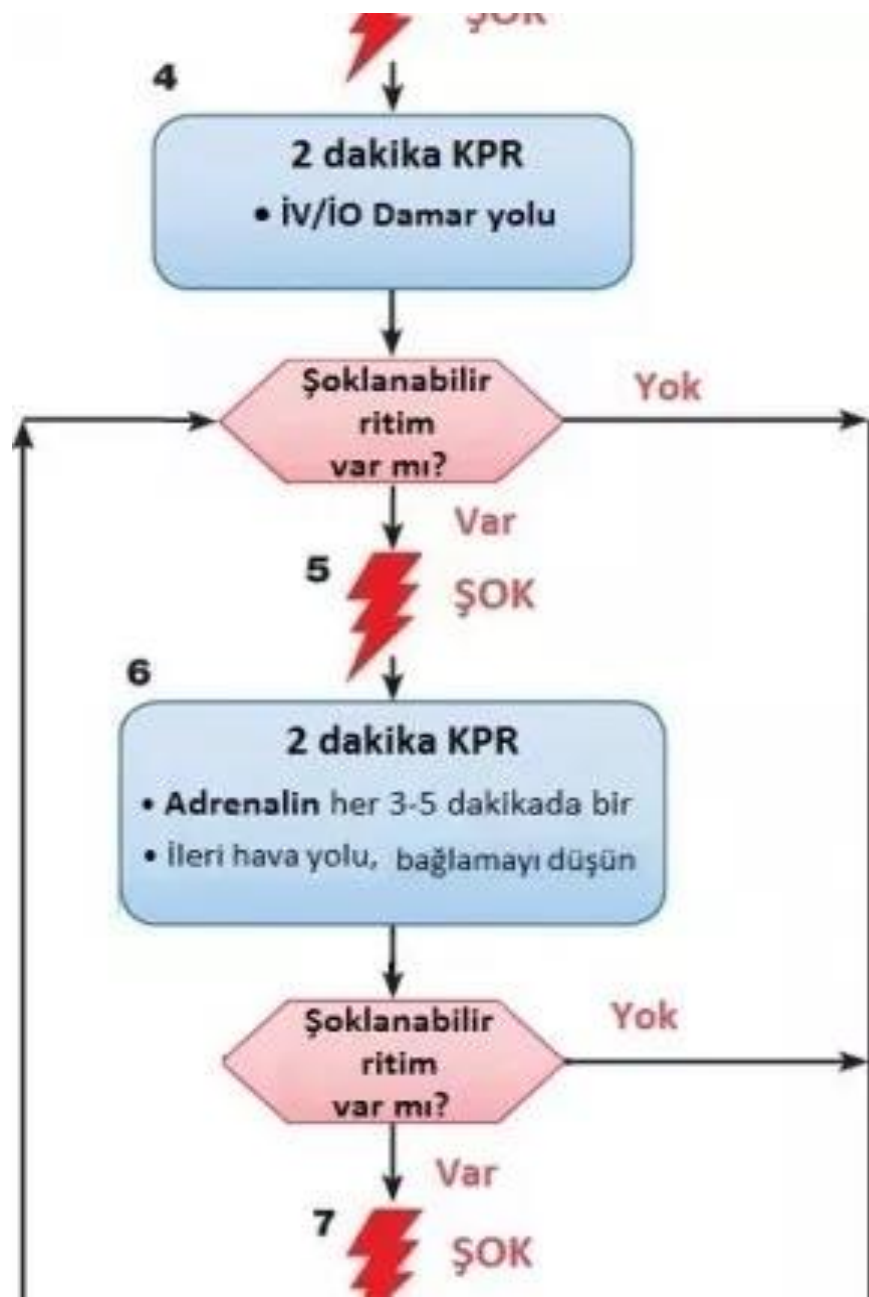 ŞOK
4
2 dakika KPR
• İV/İO Damar yolu
Şoklanabilir
ritim
var mı?
Yok
Var
5
ŞOK
6
2 dakika KPR
• Adrenalin her 3-5 dakikada bir
• İleri hava yolu, bağlamayı düşün
Şoklanabilir
ritim
var mı?
Yok
Var
7
ŞOK